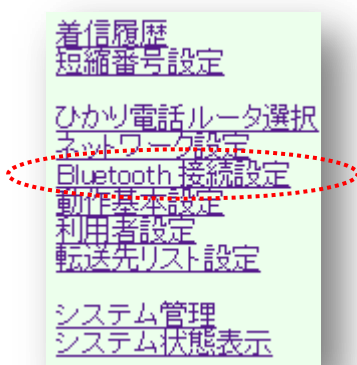 着信履歴
短縮番号設定
ひかり電話ルータ選択
ネットワーク設定
Bluetooth 接続設定
動作基本設定
利用者設定
転送先リスト設定
システム管理
システム状態表示